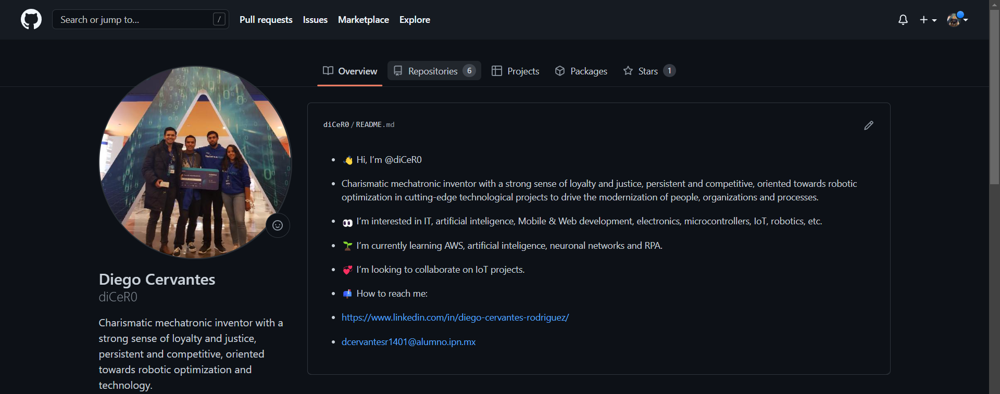 Search or jump to...
/
Pull requests
Issues
Marketplace
Explore
Overview
Repositories 6
Projects
Packages
Stars 1
diCeR0/README.md
👋 Hi, I’m @diCeR0
Charismatic mechatronic inventor with a strong sense of loyalty and justice, persistent and competitive, oriented towards robotic
optimization in cutting-edge technological projects to drive the modernization of people, organizations and processes.
👀 I’m interested in IT, artificial inteligence, Mobile & Web development, electronics, microcontrollers, IoT, robotics, etc.
🌱 I’m currently learning AWS, artificial inteligence, neuronal networks and RPA.
💞️ I’m looking to collaborate on IoT projects.
📫 How to reach me:
https://www.linkedin.com/in/diego-cervantes-rodriguez/
dcervantesr1401@alumno.ipn.mx
Diego Cervantes
diCeR0
Charismatic mechatronic inventor with a
strong sense of loyalty and justice,
persistent and competitive, oriented
towards robotic optimization and
technology.